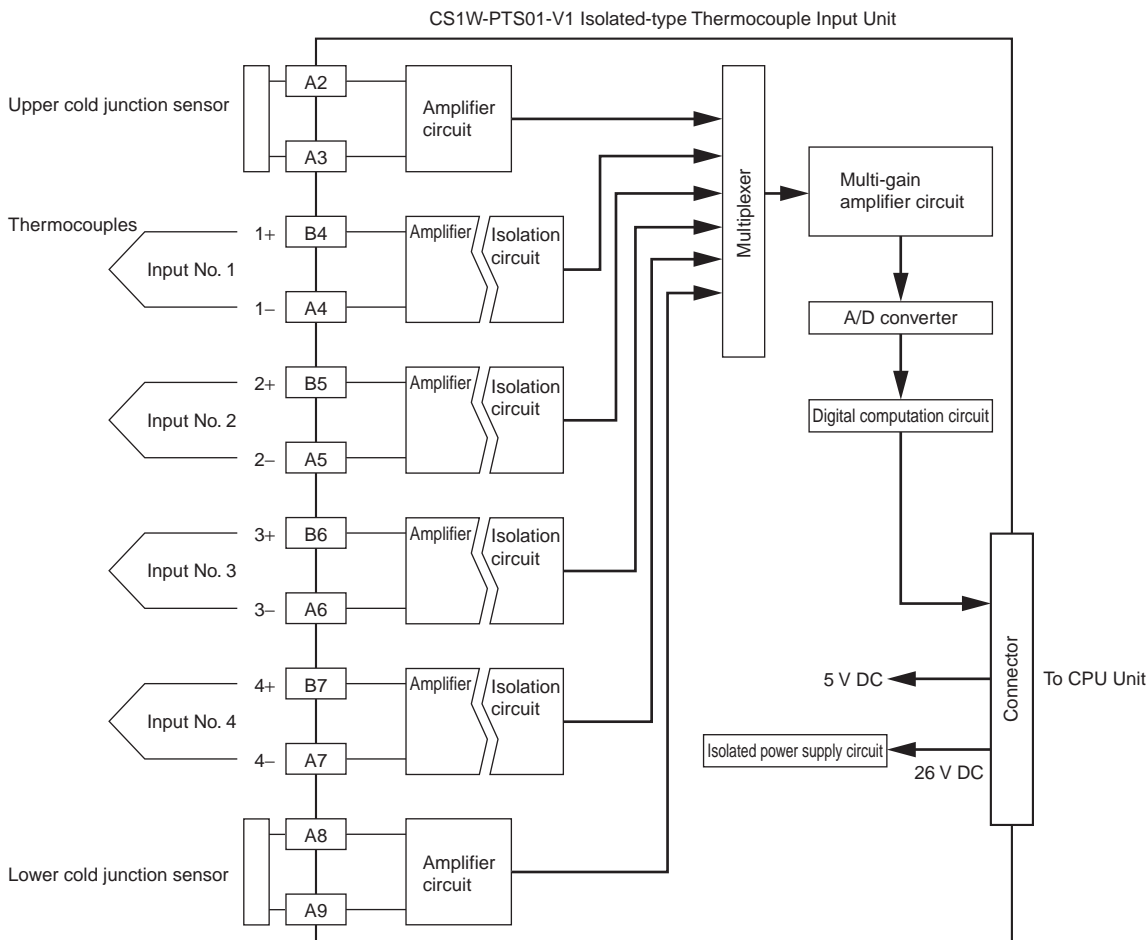 CS1W-PTS01-V1 Isolated-type Thermocouple Input Unit
Upper cold junction sensor
A2
A3
Amplifier
circuit
Thermocouples
Input No. 1
1+
B4
1−
A4
Amplifier
Isolation
circuit
Input No. 2
2+
B5
2−
A5
Amplifier
Isolation
circuit
Input No. 3
3+
B6
3−
A6
Amplifier
Isolation
circuit
Input No. 4
4+
B7
4−
A7
Amplifier
Isolation
circuit
Lower cold junction sensor
A8
A9
Amplifier
circuit
Multiplexer
Multi-gain
amplifier circuit
A/D converter
Digital computation circuit
Connector
To CPU Unit
5 V DC
Isolated power supply circuit
26 V DC